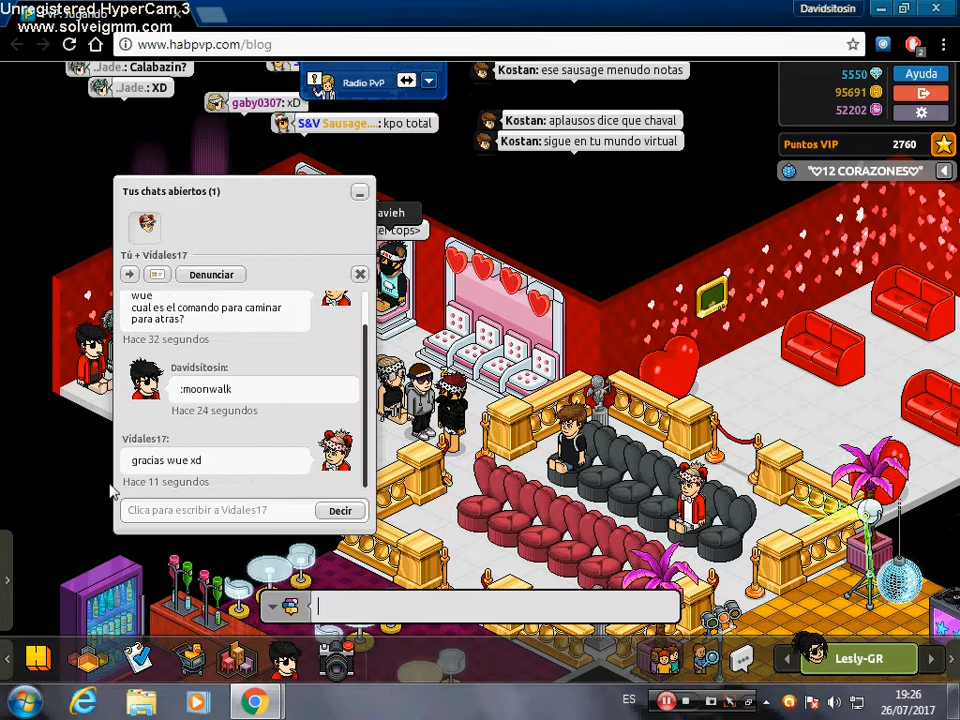 Unregistered HyperCam 3
www.solveigmm.com
Davidsitosin
www.habpvp.com/blog
2
.Jade.: Calabazin?
.Jade.: XD
gaby0307: xD
S&V Sausage....: kpo total
Radio PvP
Kostan: ese sausage menudo notas
Kostan: aplausos dice que chaval
Kostan: sigue en tu mundo virtual
5550
Ayuda
95691
52202
Puntos VIP 2760
"♡12 CORAZONES♡"
avieh
Tus chats abiertos (1)
Tú + Vidales17
Denunciar
wue
cual es el comando para caminar
para atras?
Hace 32 segundos
Davidsitosin:
:moonwalk
Hace 24 segundos
Vidales17:
gracias wue xd
Hace 11 segundos
Clica para escribir a Vidales17
Decir
Lesly-GR
ES
19:26
26/07/2017